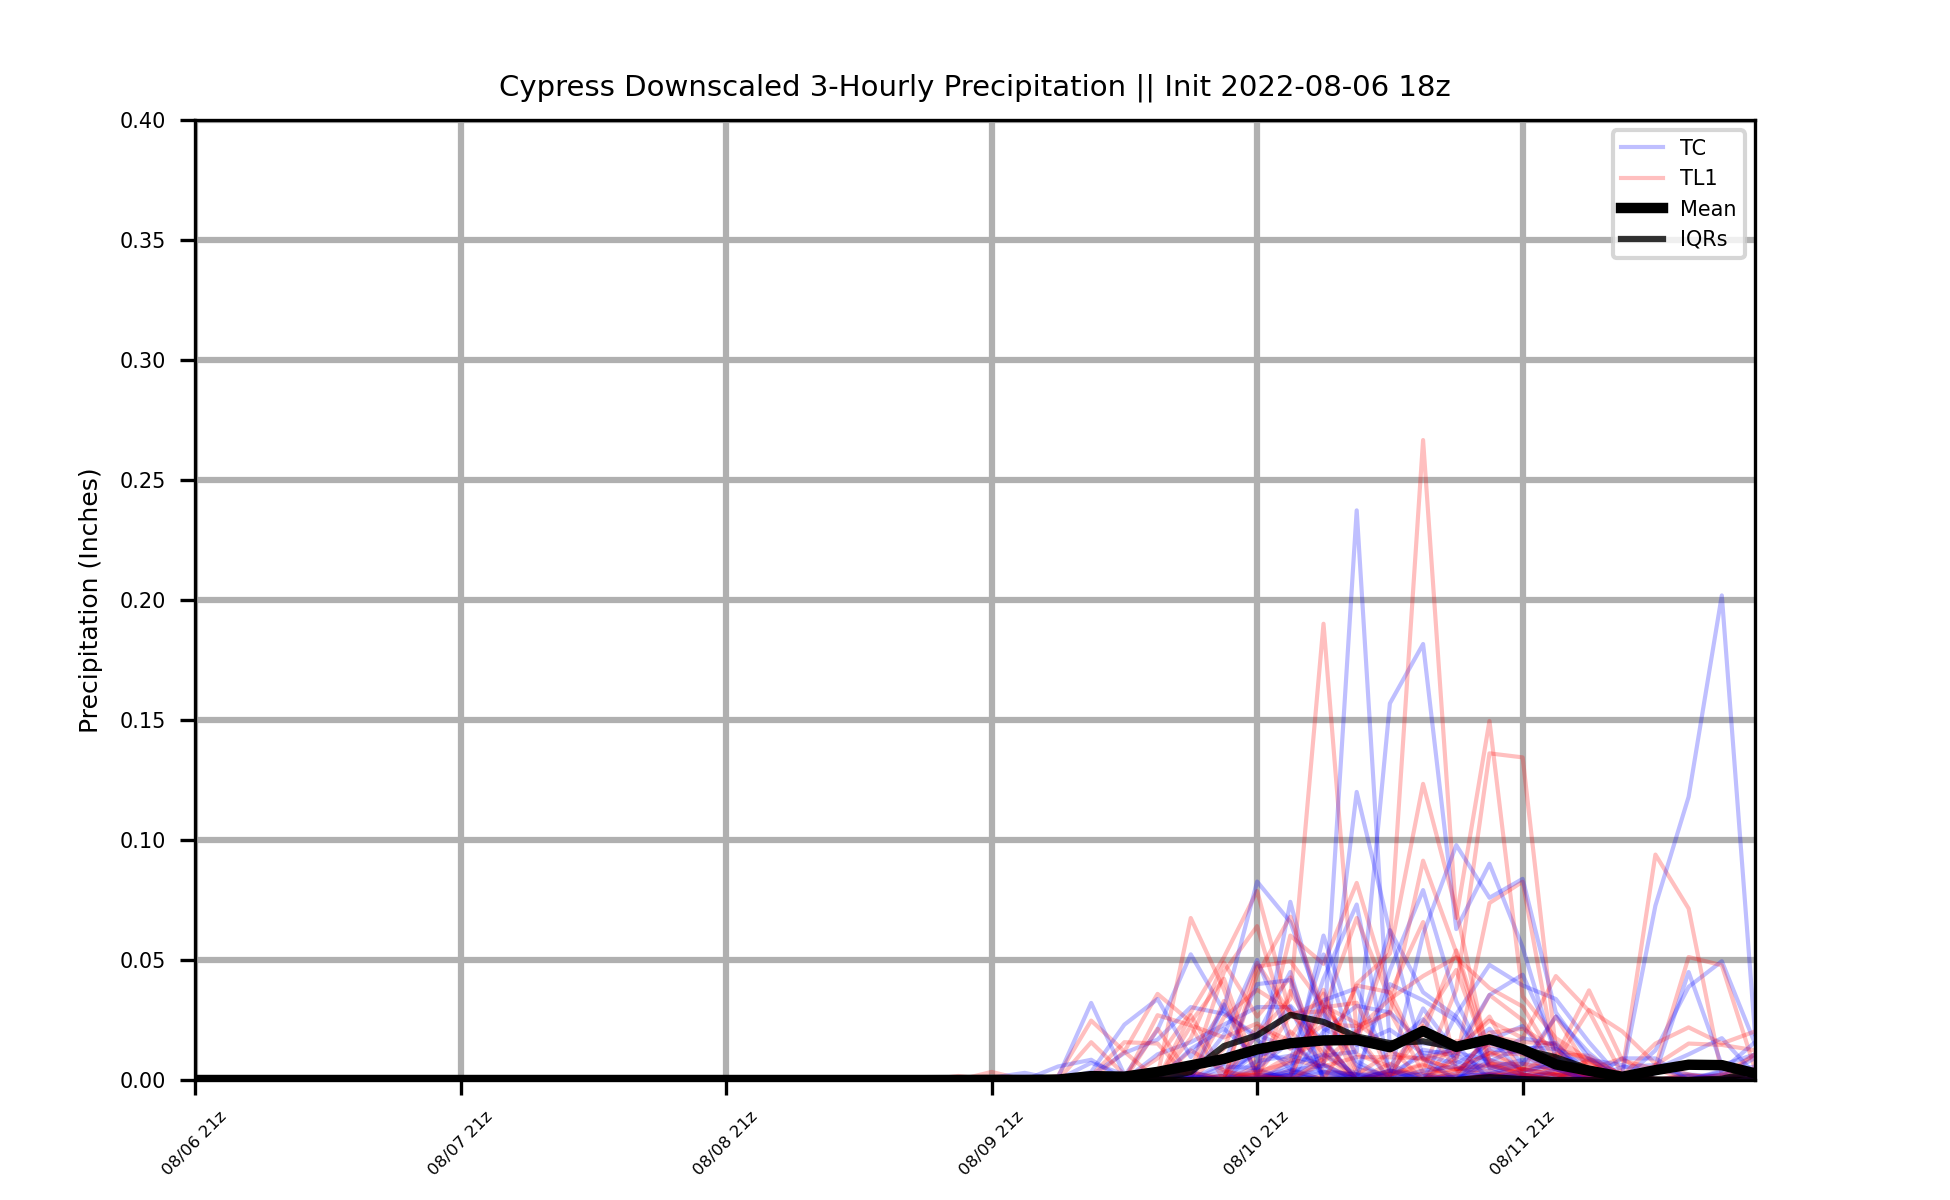 Cypress Downscaled 3-Hourly Precipitation || Init 2022-08-06 18z
TC
TL1
Mean
IQRs
Precipitation (Inches)
0.40
0.35
0.30
0.25
0.20
0.15
0.10
0.05
0.00
08/06 21z
08/07 21z
08/08 21z
08/09 21z
08/10 21z
08/11 21z